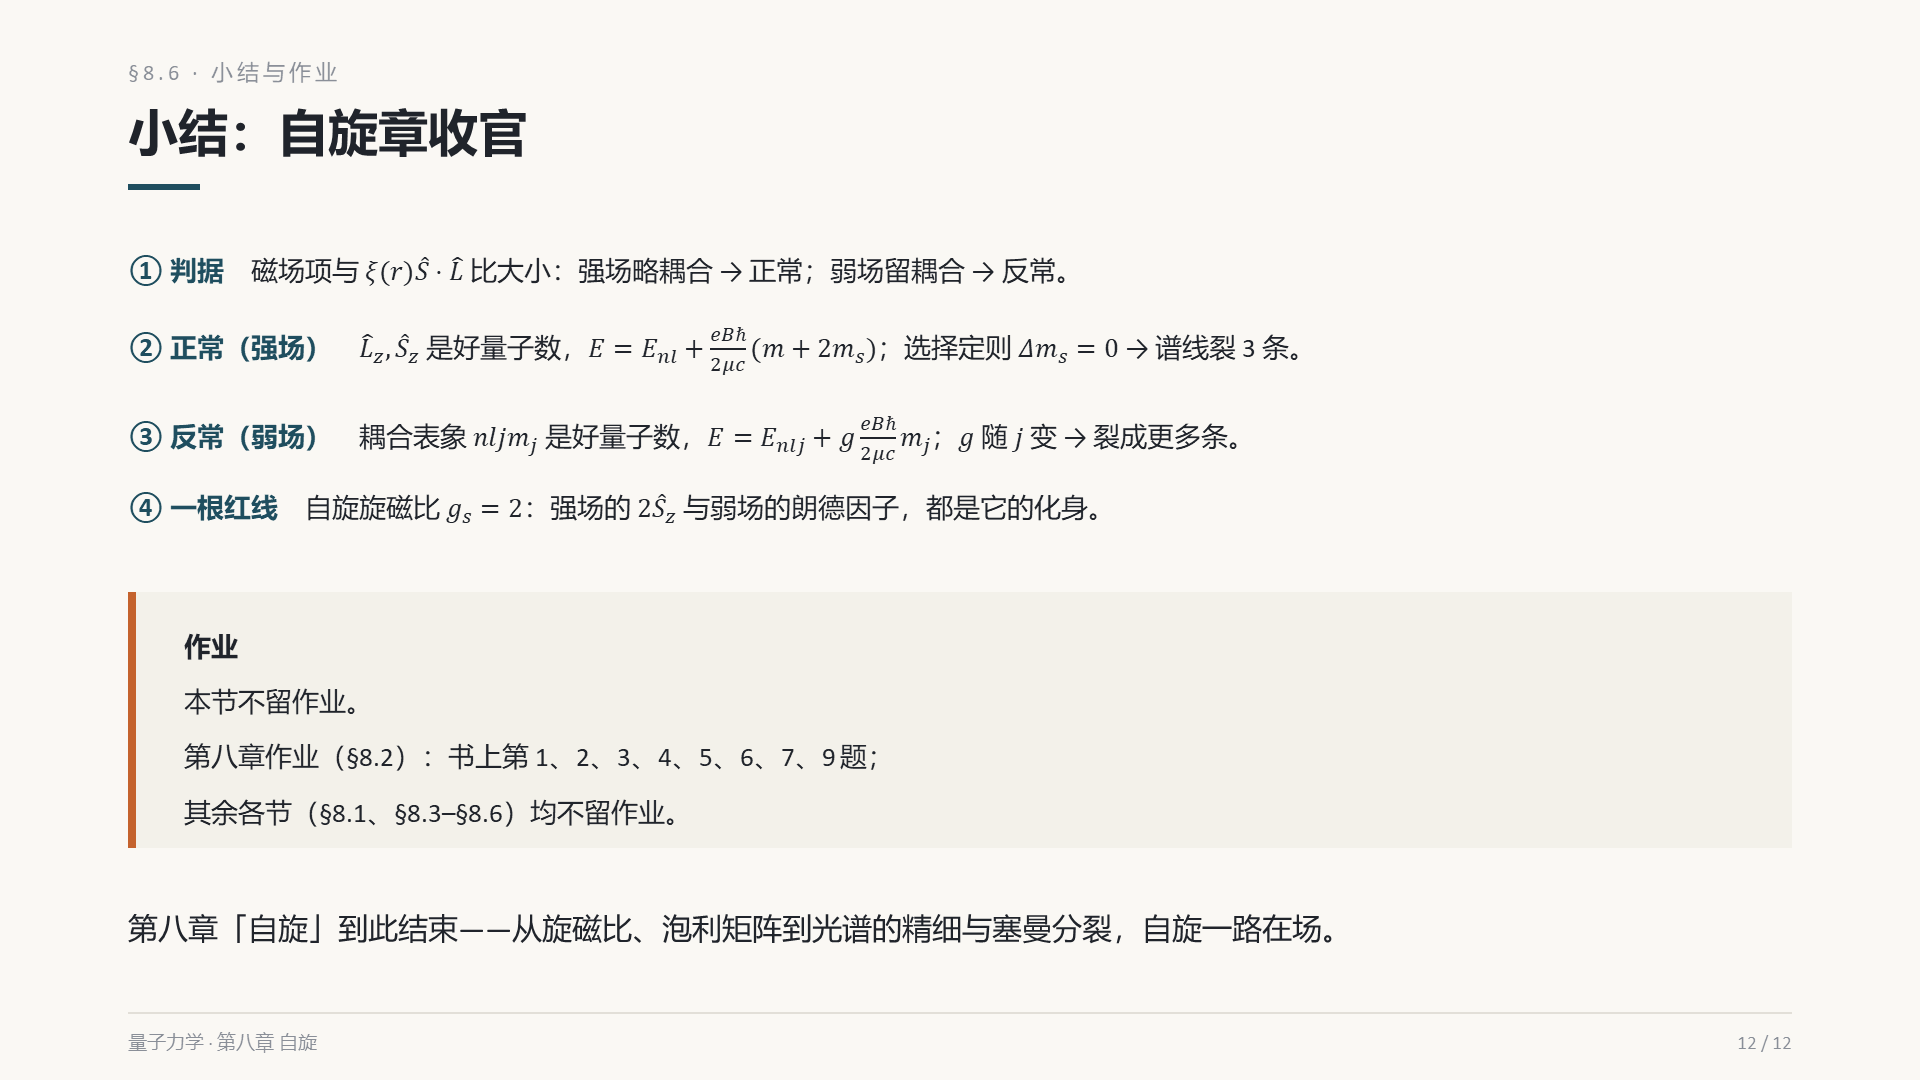 §8.6 · 小结与作业
小结：自旋章收官
① 判据 磁场项与 ξ(r)Ŝ · L̂ 比大小：强场略耦合 → 正常；弱场留耦合 → 反常。
② 正常（强场） L̂_z, Ŝ_z 是好量子数，E = E_{nl} + \frac{eBħ}{2μc}(m + 2m_s)；选择定则 Δm_s = 0 → 谱线裂 3 条。
③ 反常（弱场） 耦合表象 nljm_j 是好量子数，E = E_{nlj} + g\frac{eBħ}{2μc}m_j；g 随 j 变 → 裂成更多条。
④ 一根红线 自旋旋磁比 g_s = 2：强场的 2Ŝ_z 与弱场的朗德因子，都是它的化身。
作业
本节不留作业。
第八章作业（§8.2）：书上第 1、2、3、4、5、6、7、9 题；
其余各节（§8.1、§8.3–§8.6）均不留作业。
第八章「自旋」到此结束——从旋磁比、泡利矩阵到光谱的精细与塞曼分裂，自旋一路在场。
量子力学 · 第八章 自旋
12 / 12